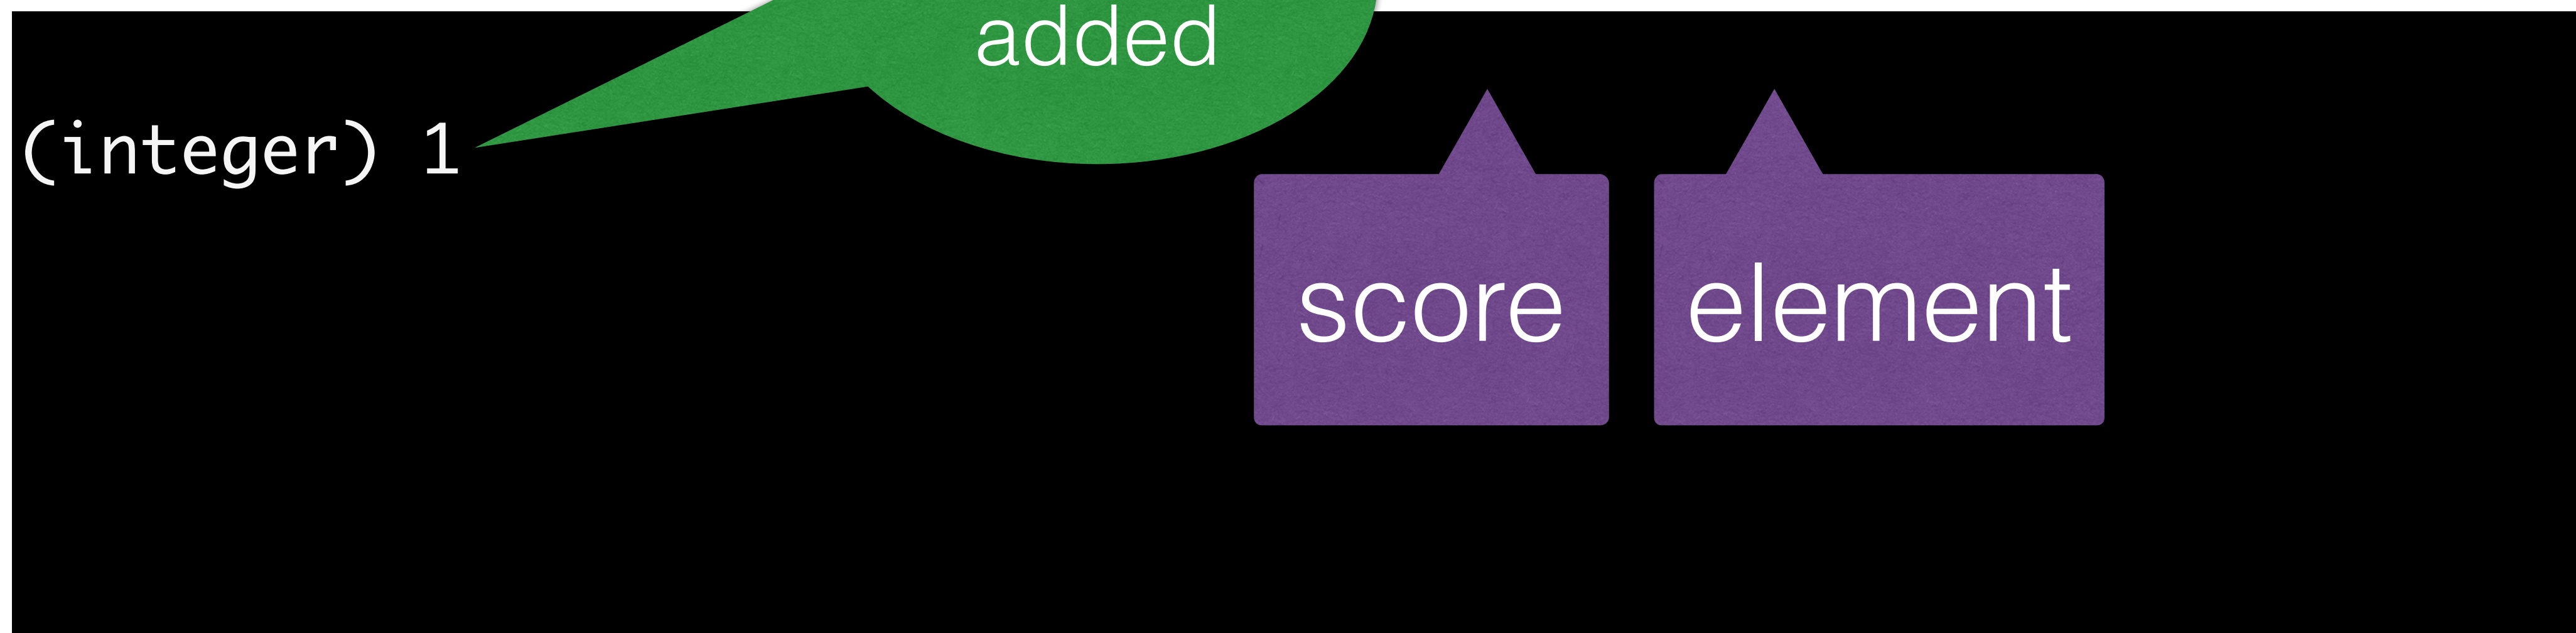 added
(integer) 1
score
element